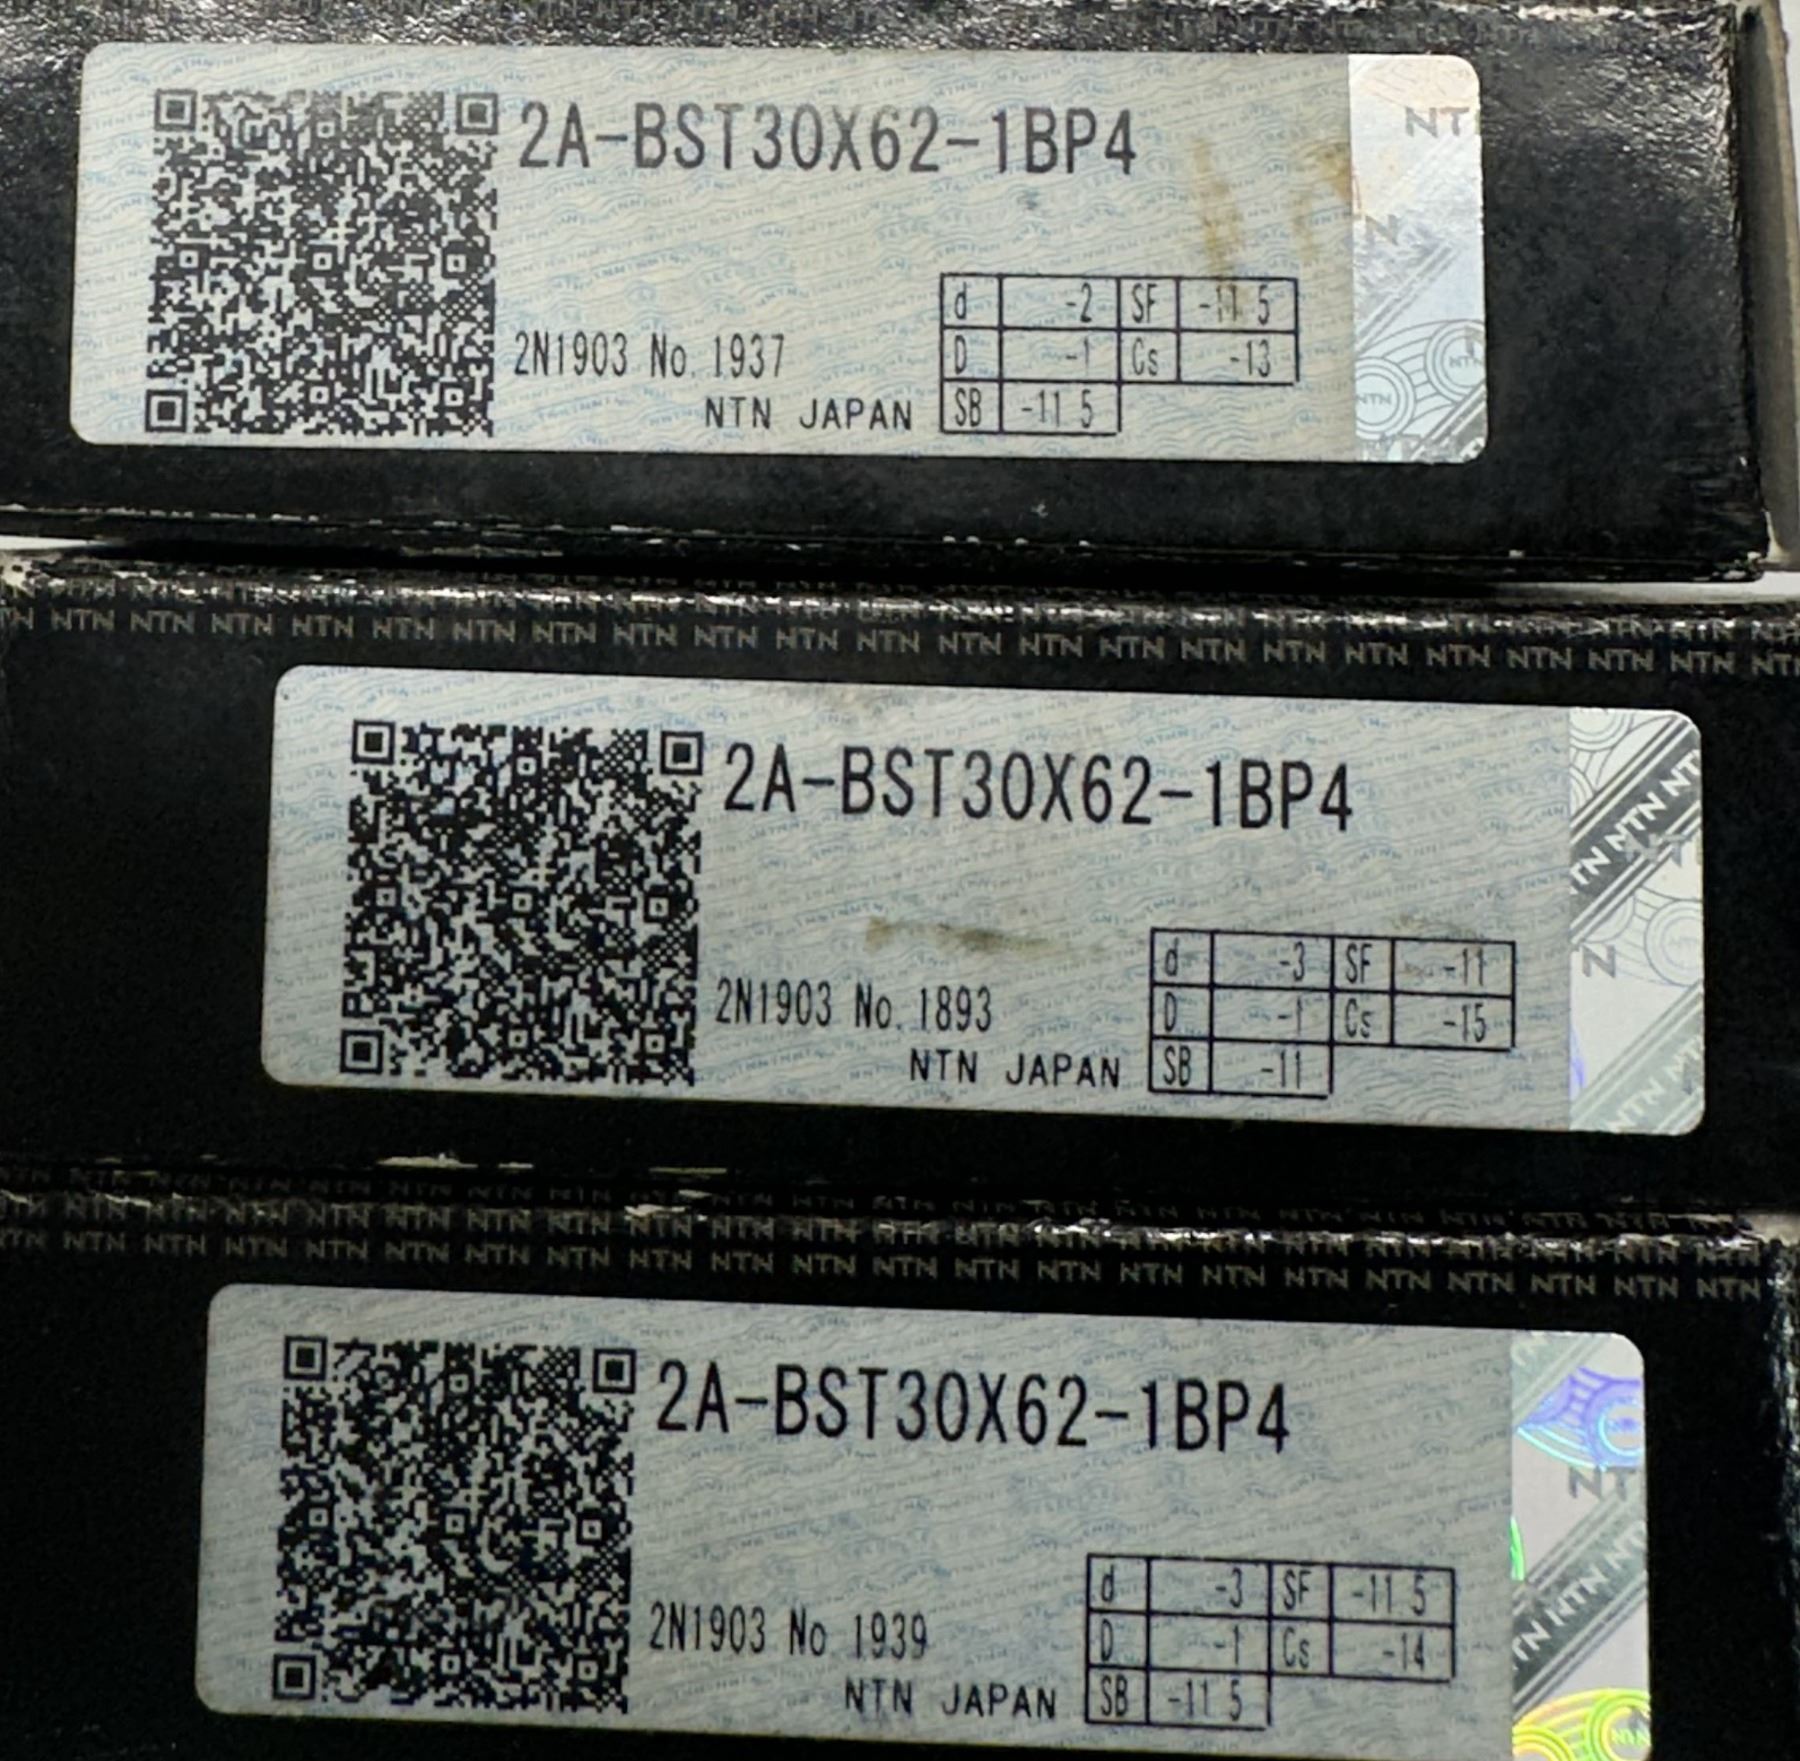 2A-BST30X62-1BP4
d -2 SF -11.5
2N1903 No. 1937 D -1 Cs -13
NTN JAPAN SB -11.5
NTN NTN NTN NTN NTN NTN NTN NTN NTN NTN NTN NTN NTN NTN NTN NTN NTN NTN NTN NTN NTN
2A-BST30X62-1BP4
d -3 SF -11
2N1903 No. 1893 D -1 Cs -15
NTN JAPAN SB -11
NTN NTN NTN NTN NTN NTN NTN NTN NTN NTN NTN NTN NTN NTN NTN NTN NTN NTN NTN NTN NTN
2A-BST30X62-1BP4
d -3 SF -11.5
2N1903 No 1939 D -1 Cs -14
NTN JAPAN SB -11.5